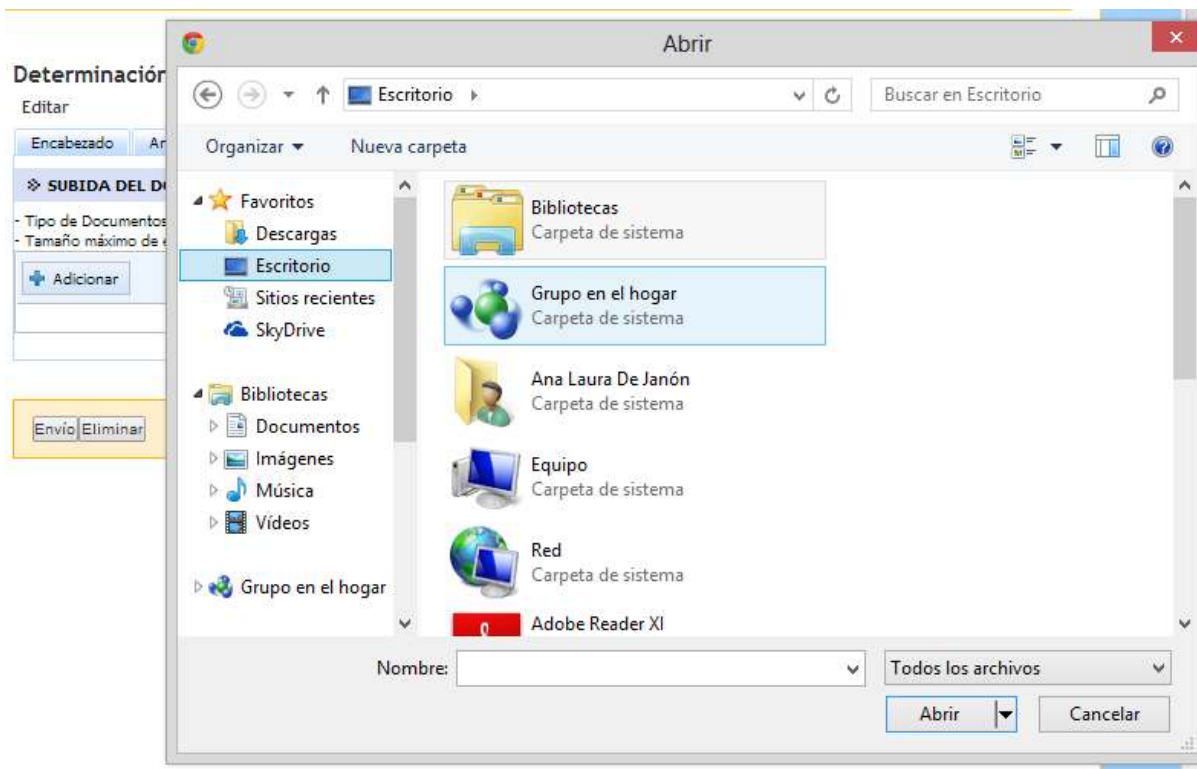 Abrir
Determinación
Editar
Encabezado
SUBIDA DEL
- Tipo de Documentos
- Tamaño máximo de
Adicionar
Envío Eliminar
Escritorio
Buscar en Escritorio
Organizar
Nueva carpeta
Favoritos
Descargas
Escritorio
Sitios recientes
SkyDrive
Bibliotecas
Documentos
Imágenes
Música
Vídeos
Grupo en el hogar
Bibliotecas
Carpeta de sistema
Grupo en el hogar
Carpeta de sistema
Ana Laura De Janón
Carpeta de sistema
Equipo
Carpeta de sistema
Red
Carpeta de sistema
Adobe Reader XI
Nombre:
Todos los archivos
Abrir
Cancelar